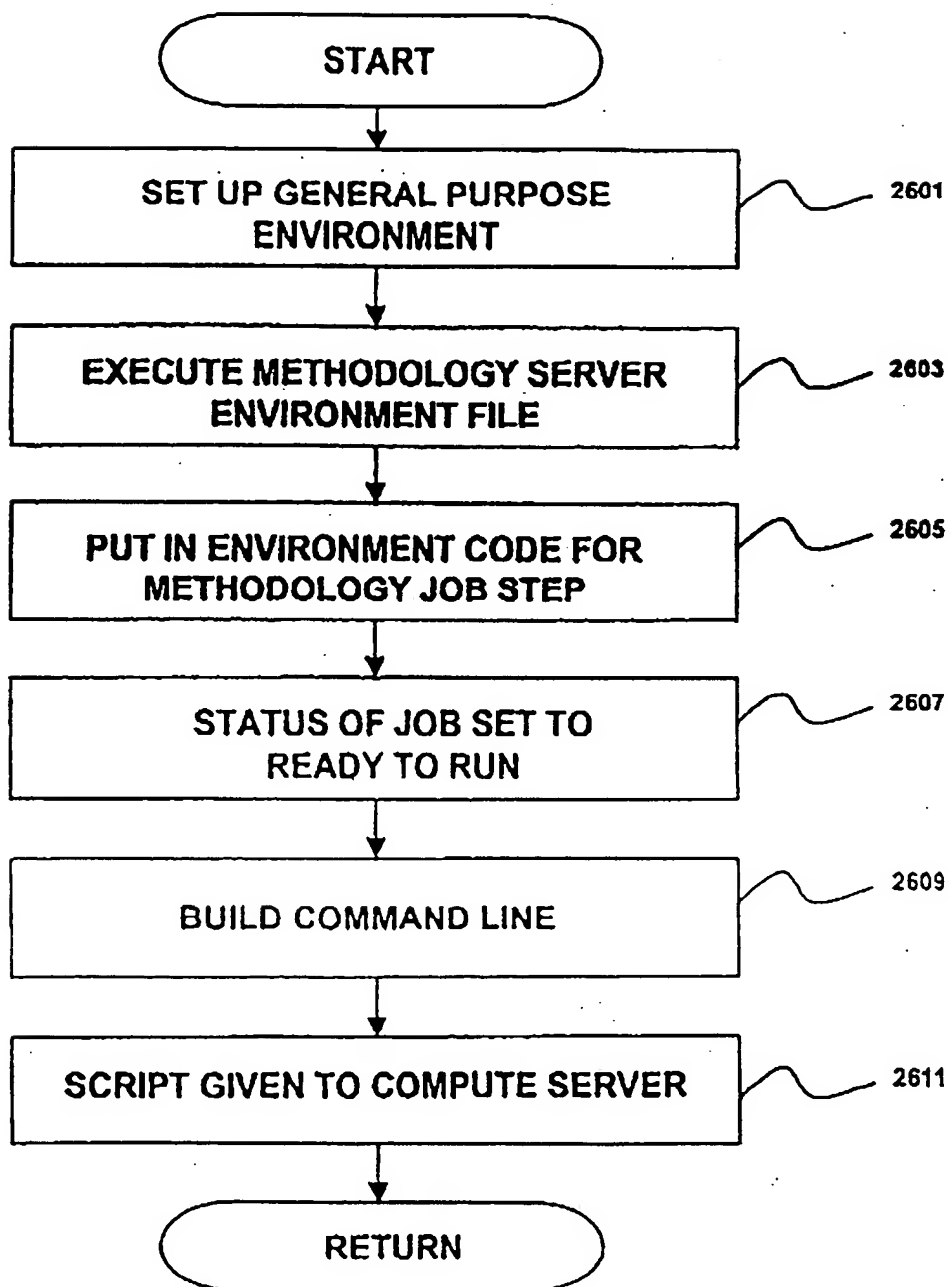 START
SET UP GENERAL PURPOSE
ENVIRONMENT
2601
EXECUTE METHODOLOGY SERVER
ENVIRONMENT FILE
2603
PUT IN ENVIRONMENT CODE FOR
METHODOLOGY JOB STEP
2605
STATUS OF JOB SET TO
READY TO RUN
2607
BUILD COMMAND LINE
2609
SCRIPT GIVEN TO COMPUTE SERVER
2611
RETURN